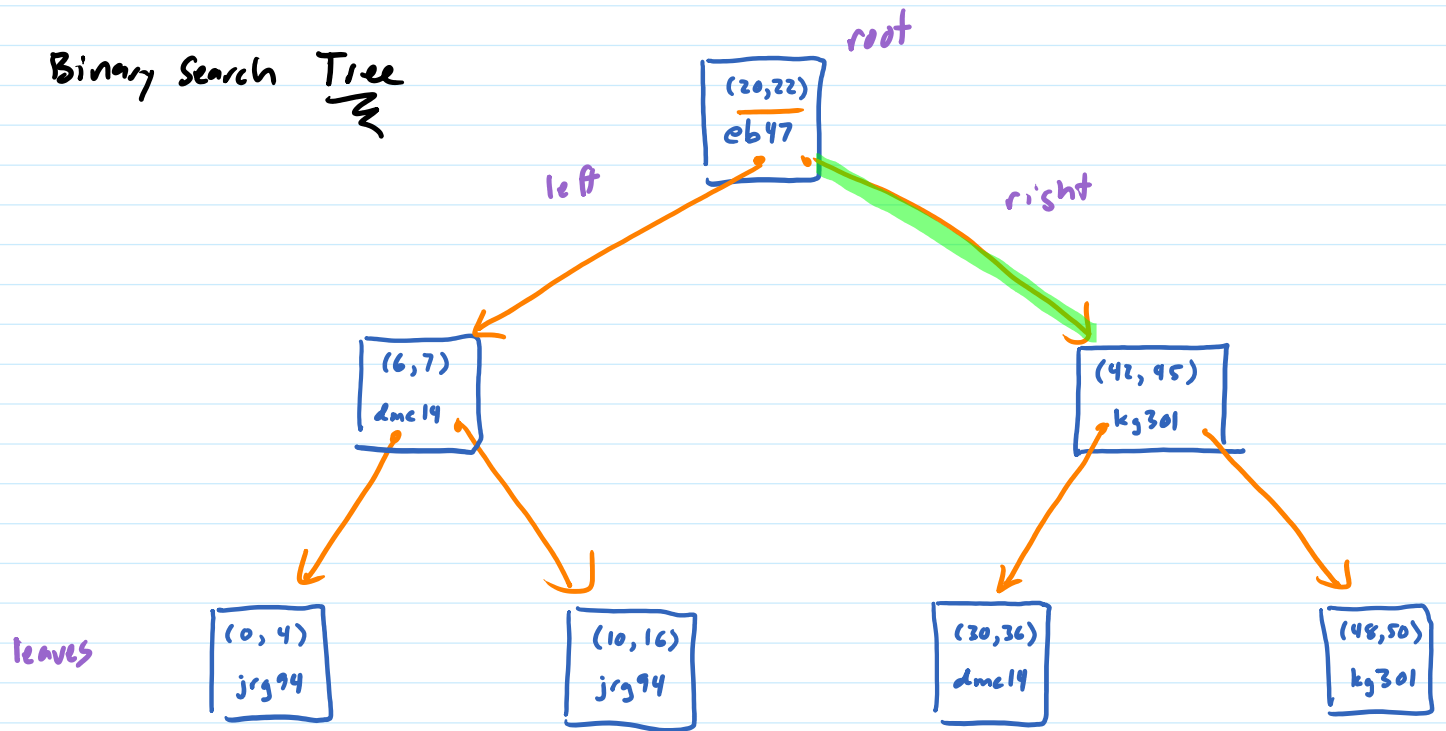 Binary Search Tree
root
(20,22)
eb47
left
right
(6,7)
dmc14
(42, 95)
kg301
leaves
(0, 4)
jrg94
(10,16)
jrg94
(30,36)
dmc14
(48,50)
kg301